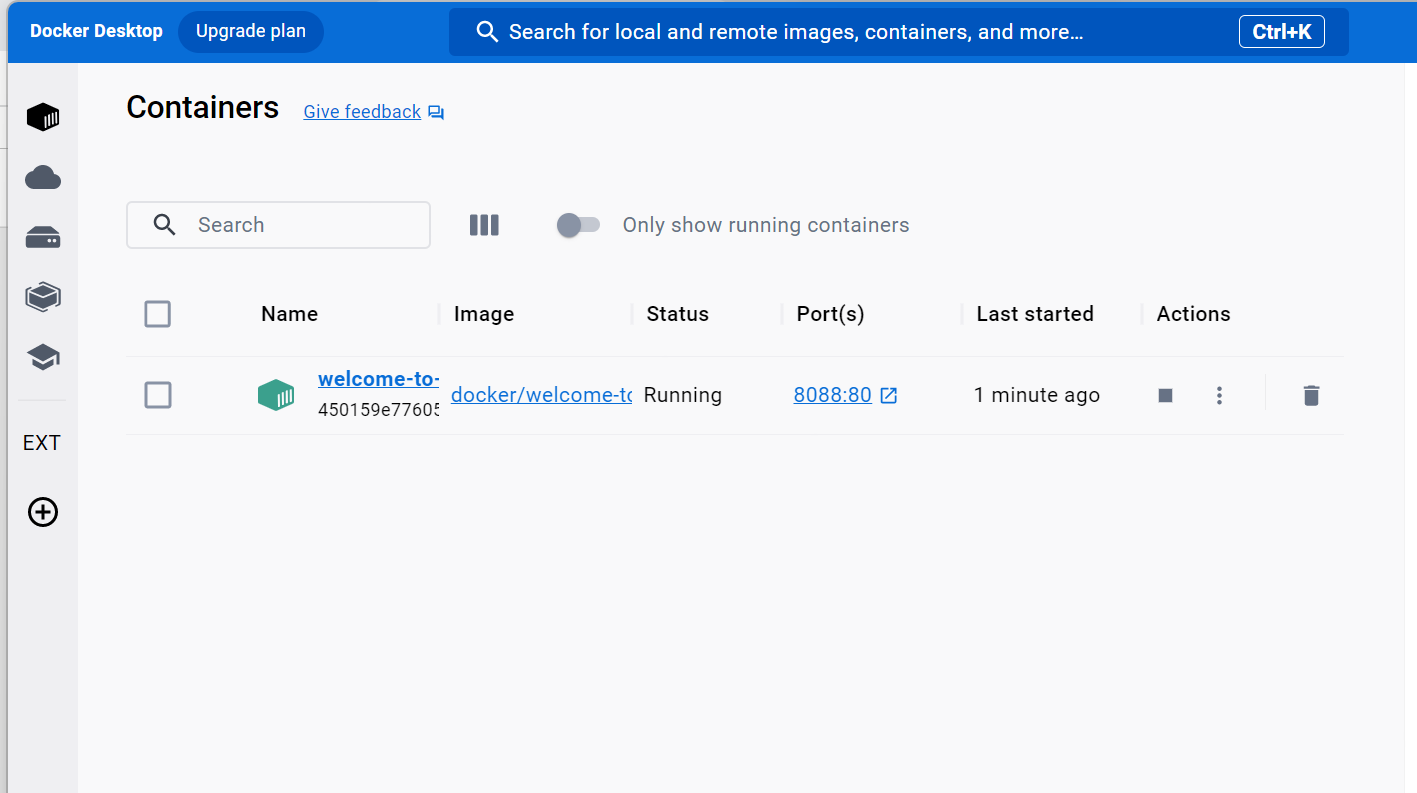 Docker Desktop Upgrade plan Search for local and remote images, containers, and more... Ctrl+K
Containers Give feedback
Search Only show running containers
Name Image Status Port(s) Last started Actions
welcome-to- docker/welcome-to Running 8088:80 1 minute ago
450159e77605
EXT